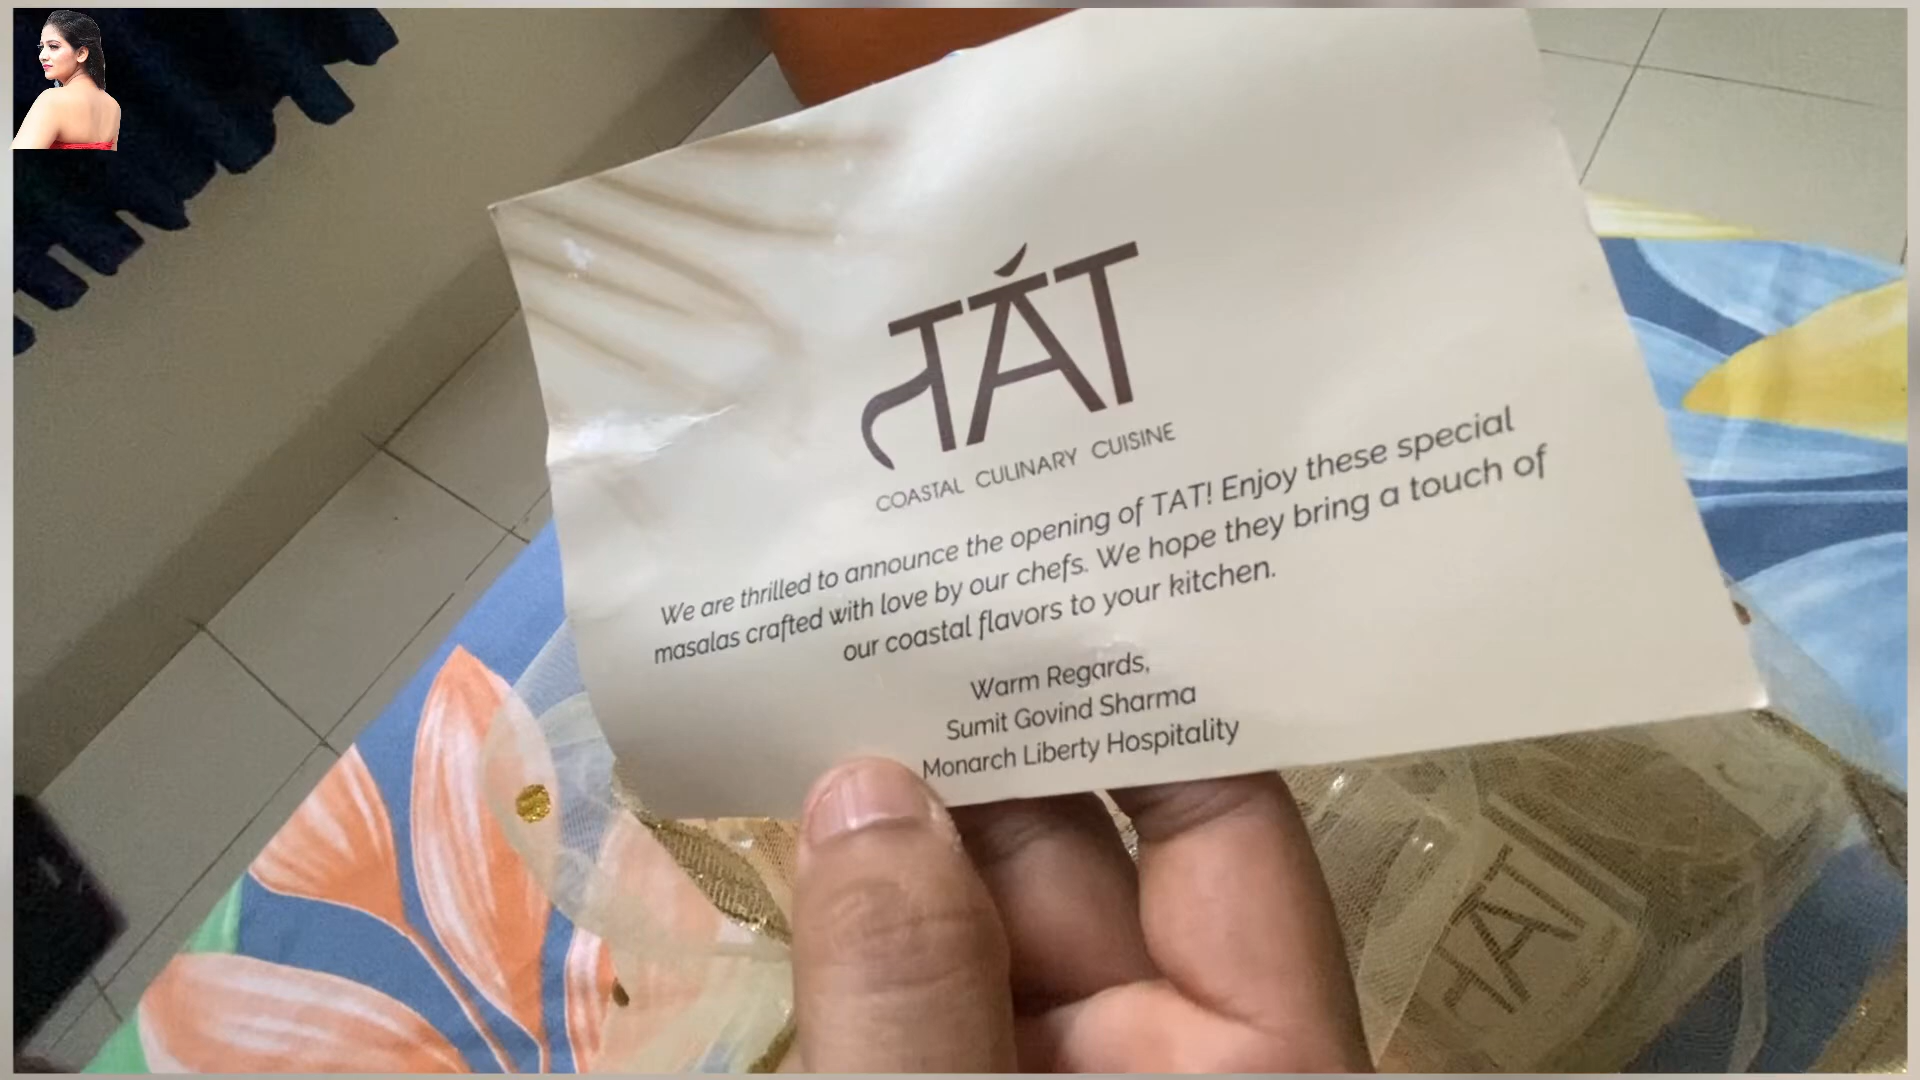 TAT
COASTAL CULINARY CUISINE
We are thrilled to announce the opening of TAT! Enjoy these special
masalas crafted with love by our chefs. We hope they bring a touch of
our coastal flavors to your kitchen.
Warm Regards,
Sumit Govind Sharma
Monarch Liberty Hospitality
TAT